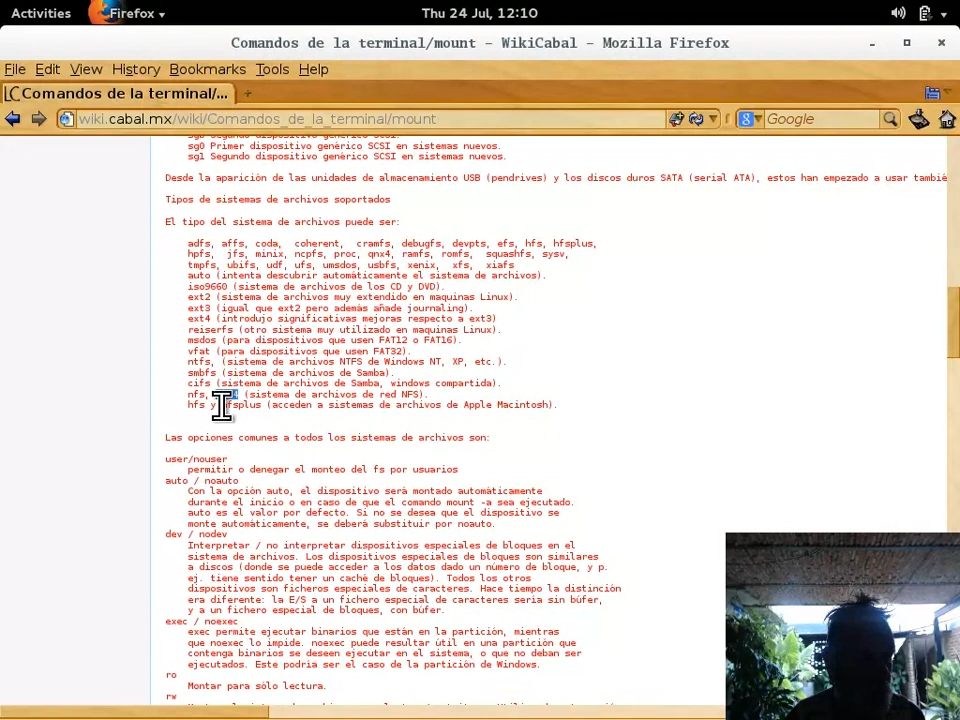 Activities Firefox Thu 24 Jul, 12:10
Comandos de la terminal/mount - WikiCabal - Mozilla Firefox
File Edit View History Bookmarks Tools Help
Comandos de la terminal/...
wiki.cabal.mx/wiki/Comandos_de_la_terminal/mount Google
sg0 Primer dispositivo genérico SCSI en sistemas nuevos.
sg1 Segundo dispositivo genérico SCSI en sistemas nuevos.
Desde la aparición de las unidades de almacenamiento USB (pendrives) y los discos duros SATA (serial ATA), estos han empezado a usar tambié
Tipos de sistemas de archivos soportados
El tipo del sistema de archivos puede ser:
adfs, affs, coda, coherent, cramfs, debugfs, devpts, efs, hfs, hfsplus,
hpfs, jfs, minix, ncpfs, proc, qnx4, ramfs, romfs, squashfs, sysv,
tmpfs, ubifs, udf, ufs, umsdos, usbfs, xenix, xfs, xiafs
auto (intenta descubrir automáticamente el sistema de archivos).
iso9660 (sistema de archivos de los CD y DVD).
ext2 (sistema de archivos muy extendido en maquinas Linux).
ext3 (igual que ext2 pero además añade journaling).
ext4 (introdujo significativas mejoras respecto a ext3)
reiserfs (otro sistema muy utilizado en maquinas Linux).
msdos (para dispositivos que usen FAT12 o FAT16).
vfat (para dispositivos que usen FAT32).
ntfs, (sistema de archivos NTFS de Windows NT, XP, etc.).
smbfs (sistema de archivos de Samba).
cifs (sistema de archivos de Samba, windows compartida).
nfs, (sistema de archivos de red NFS).
hfs y hfsplus (acceden a sistemas de archivos de Apple Macintosh).
Las opciones comunes a todos los sistemas de archivos son:
user/nouser
permitir o denegar el monteo del fs por usuarios
auto / noauto
Con la opción auto, el dispositivo será montado automáticamente
durante el inicio o en caso de que el comando mount -a sea ejecutado.
auto es el valor por defecto. Si no se desea que el dispositivo se
monte automáticamente, se deberá substituir por noauto.
dev / nodev
Interpretar / no interpretar dispositivos especiales de bloques en el
sistema de archivos. Los dispositivos especiales de bloques son similares
a discos (donde se puede acceder a los datos dado un número de bloque, y p.
ej. tiene sentido tener un caché de bloques). Todos los otros
dispositivos son ficheros especiales de caracteres. Hace tiempo la distinción
era diferente: la E/S a un fichero especial de caracteres sería sin búfer,
y a un fichero especial de bloques, con búfer.
exec / noexec
exec permite ejecutar binarios que están en la partición, mientras
que noexec lo impide. noexec puede resultar útil en una partición que
contenga binarios se deseen ejecutar en el sistema, o que no deban ser
ejecutados. Este podría ser el caso de la partición de Windows.
ro
Montar para sólo lectura.
rw